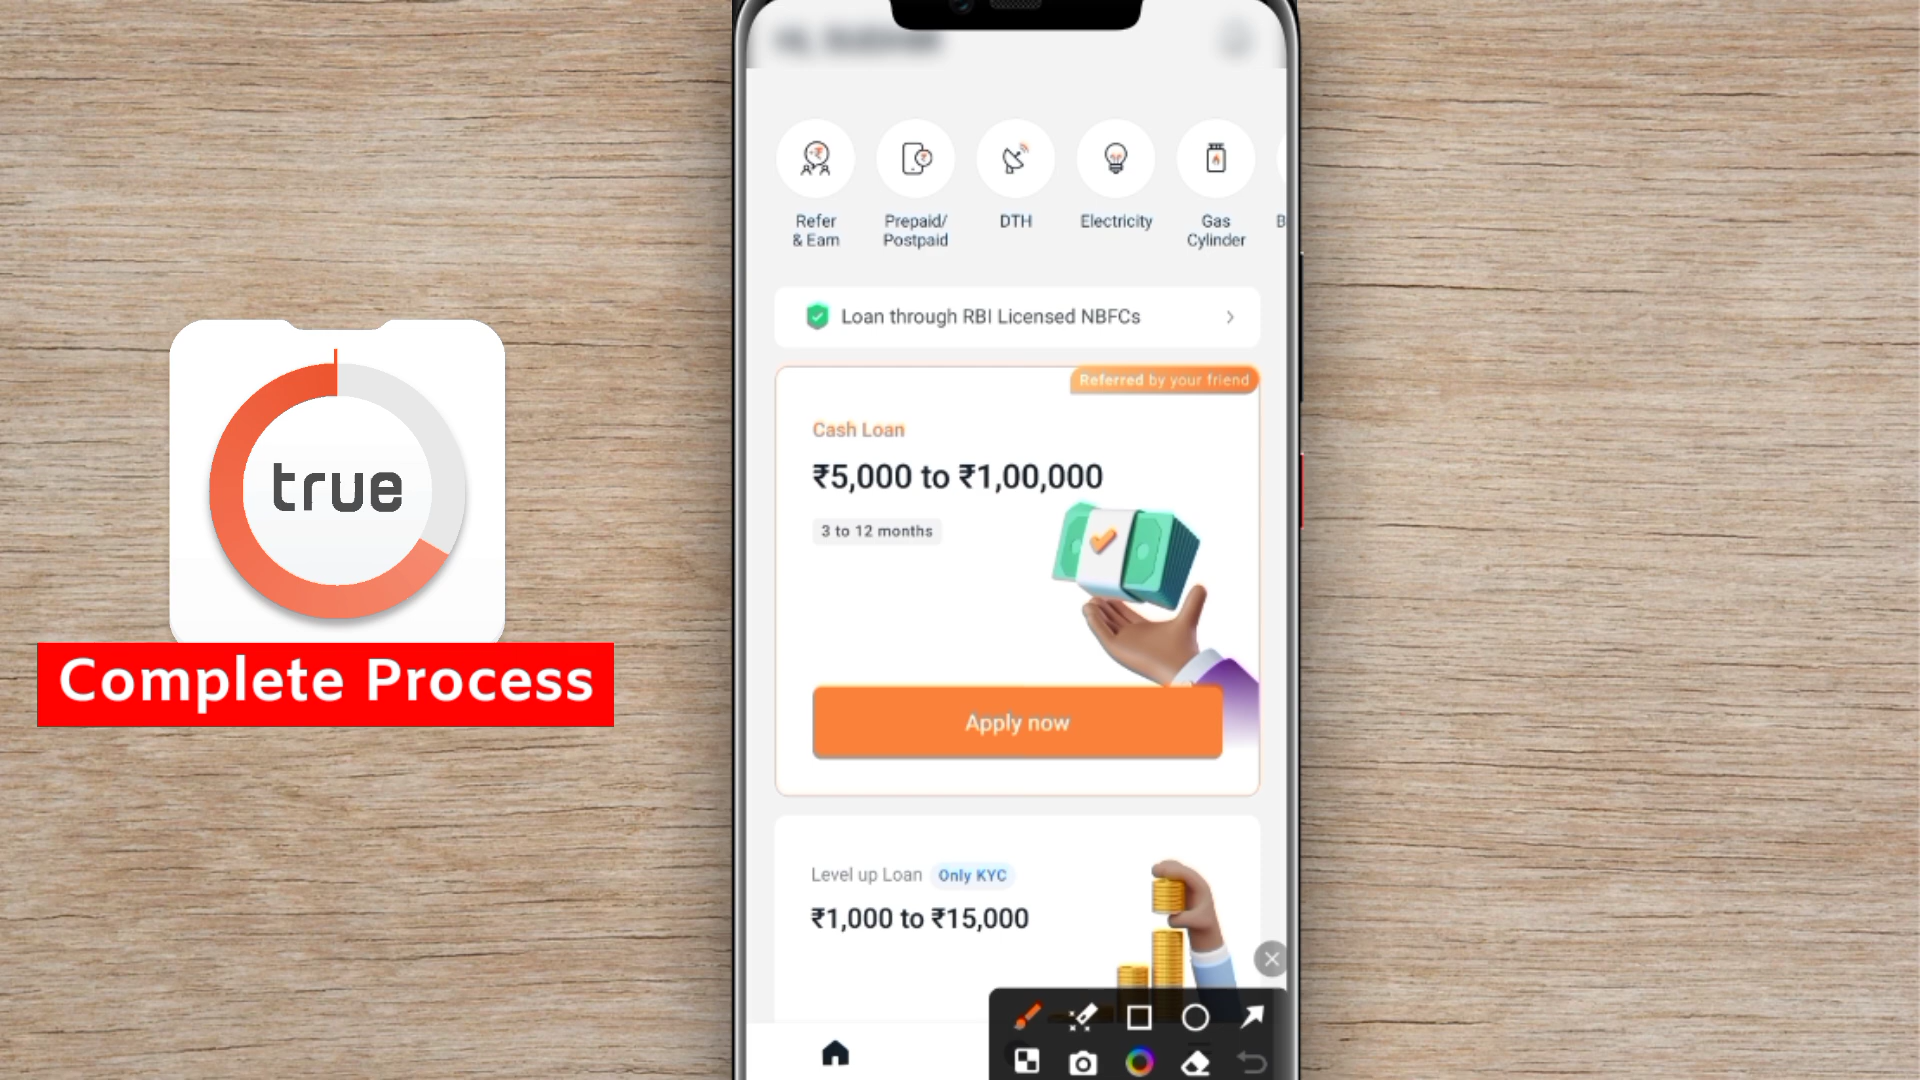 true
Complete Process
Refer
& Earn
Prepaid/
Postpaid
DTH
Electricity
Gas
Cylinder
B
Loan through RBI Licensed NBFCs
Referred by your friend
Cash Loan
₹5,000 to ₹1,00,000
3 to 12 months
Apply now
Level up Loan
Only KYC
₹1,000 to ₹15,000